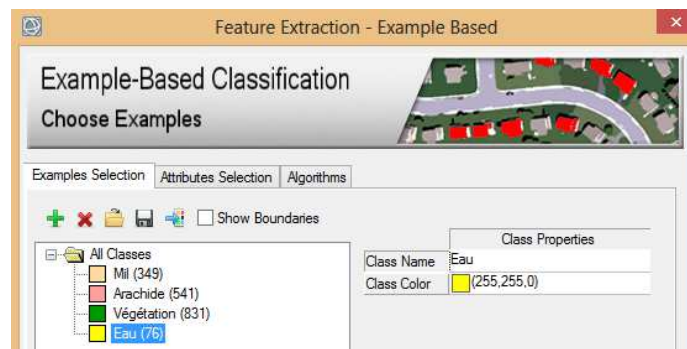 Feature Extraction - Example Based
Example-Based Classification
Choose Examples
Examples Selection Attributes Selection Algorithms
Show Boundaries
All Classes
Mil (349)
Arachide (541)
Végétation (831)
Eau (76)
Class Properties
Class Name Eau
Class Color (255,255,0)